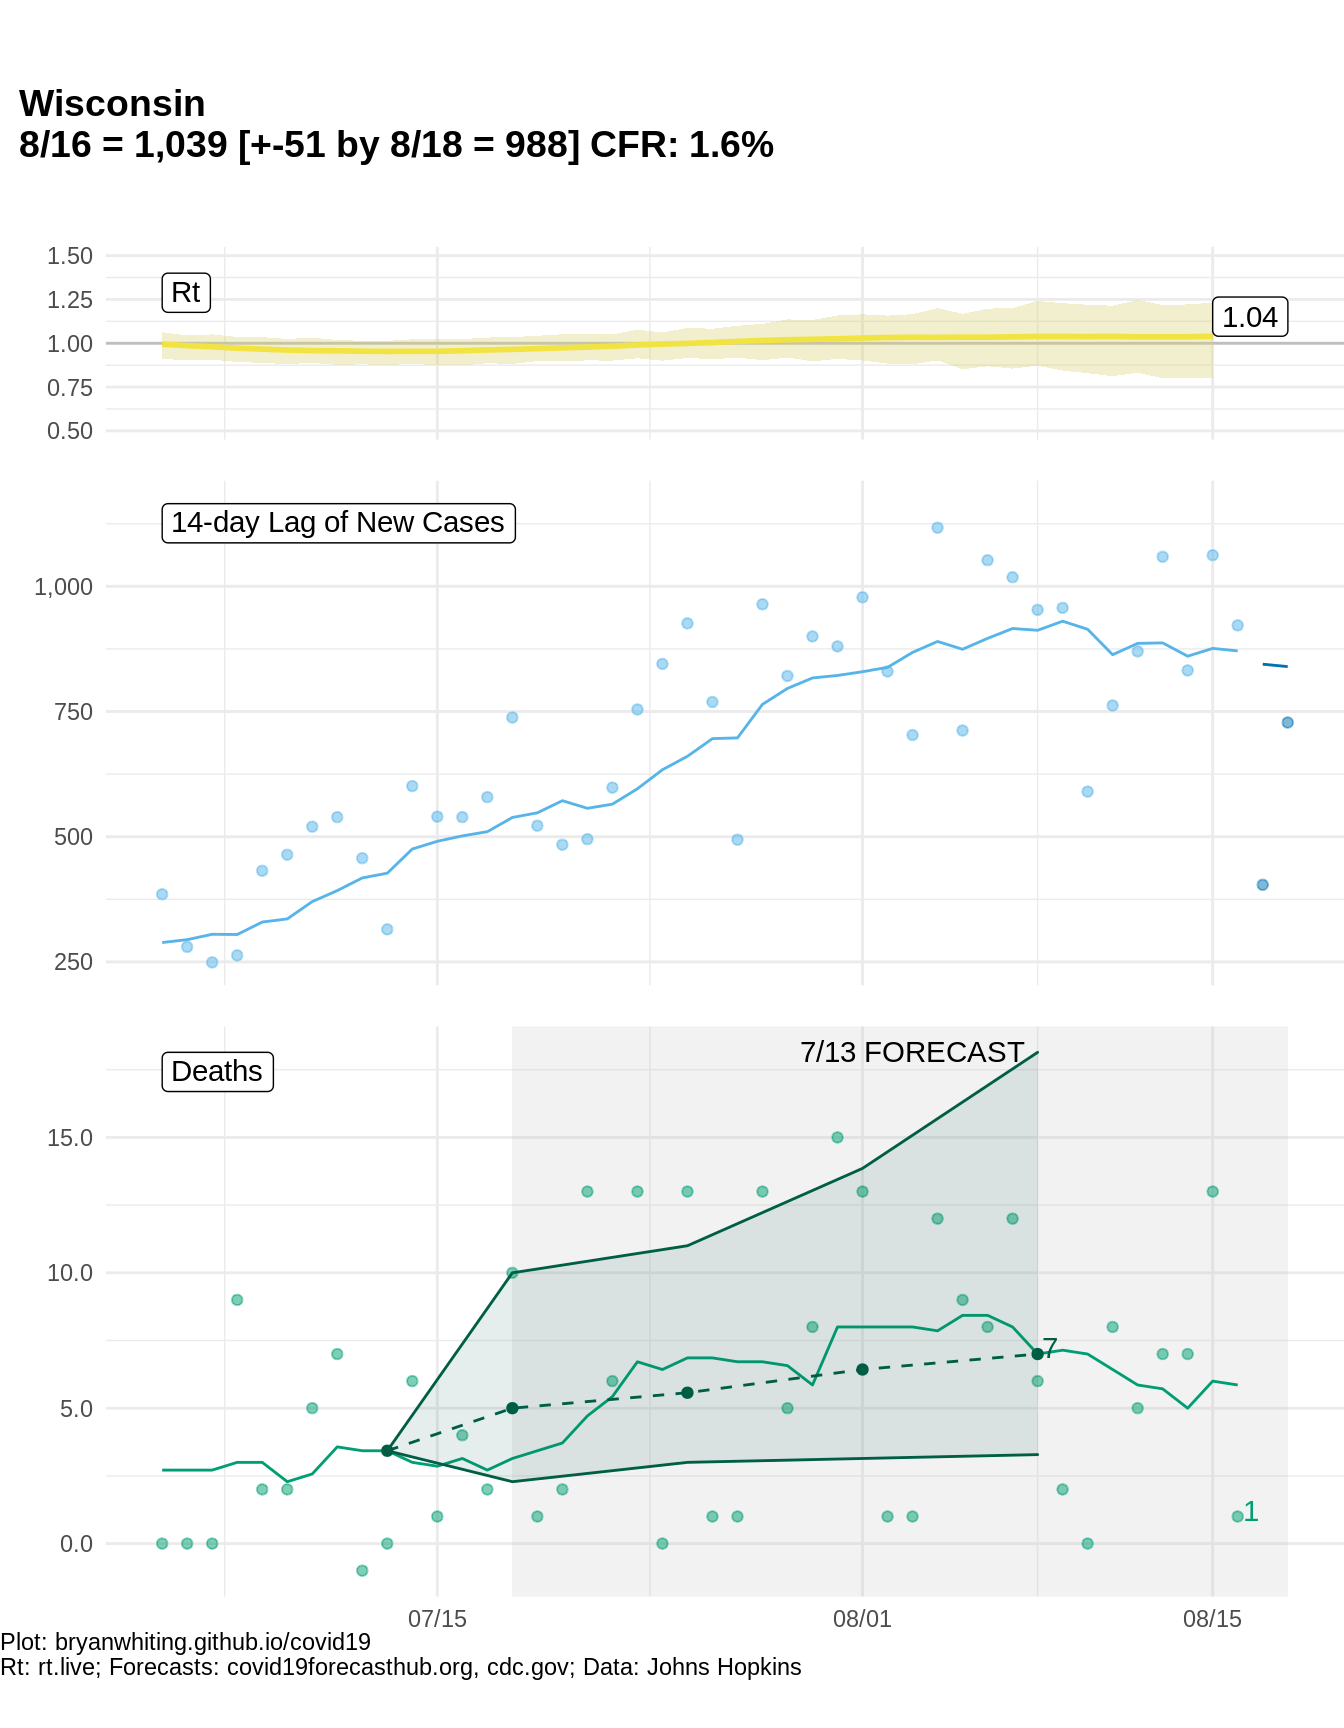 Wisconsin
8/16 = 1,039 [+-51 by 8/18 = 988] CFR: 1.6%
1.50
1.25
1.00
0.75
0.50
Rt
1.04
14-day Lag of New Cases
1,000
750
500
250
Deaths
7/13 FORECAST
15.0
10.0
5.0
0.0
7
1
07/15
08/01
08/15
Plot: bryanwhiting.github.io/covid19
Rt: rt.live; Forecasts: covid19forecasthub.org, cdc.gov; Data: Johns Hopkins